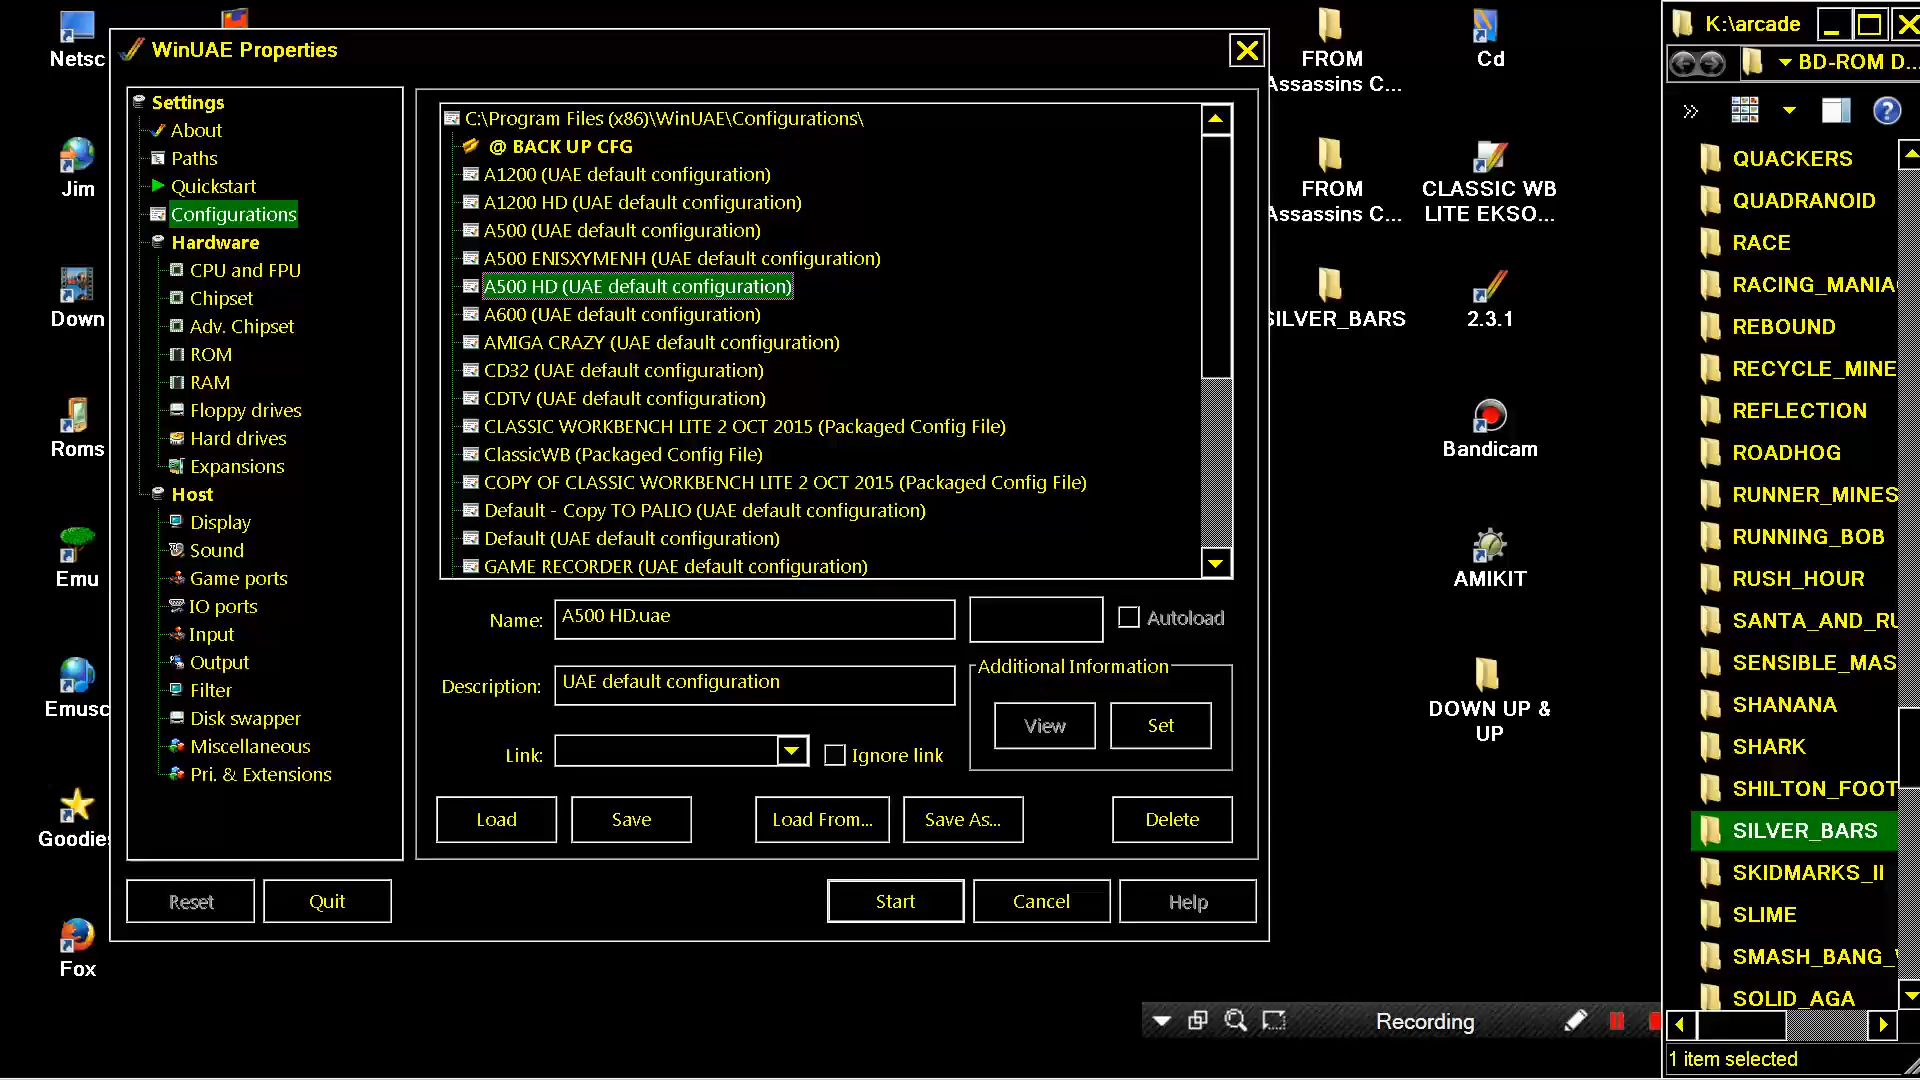 Netsc
Jim
Down
Roms
Emu
Emusc
Goodies
Fox
WinUAE Properties
Settings
About
Paths
Quickstart
Configurations
Hardware
CPU and FPU
Chipset
Adv. Chipset
ROM
RAM
Floppy drives
Hard drives
Expansions
Host
Display
Sound
Game ports
IO ports
Input
Output
Filter
Disk swapper
Miscellaneous
Pri. & Extensions
C:\Program Files (x86)\WinUAE\Configurations\
@ BACK UP CFG
A1200 (UAE default configuration)
A1200 HD (UAE default configuration)
A500 (UAE default configuration)
A500 ENISXYMENH (UAE default configuration)
A500 HD (UAE default configuration)
A600 (UAE default configuration)
AMIGA CRAZY (UAE default configuration)
CD32 (UAE default configuration)
CDTV (UAE default configuration)
CLASSIC WORKBENCH LITE 2 OCT 2015 (Packaged Config File)
ClassicWB (Packaged Config File)
COPY OF CLASSIC WORKBENCH LITE 2 OCT 2015 (Packaged Config File)
Default - Copy TO PALIO (UAE default configuration)
Default (UAE default configuration)
GAME RECORDER (UAE default configuration)
Name: A500 HD.uae
Autoload
Description: UAE default configuration
Additional Information
View Set
Link: Ignore link
Load Save Load From... Save As... Delete
Reset Quit Start Cancel Help
FROM
Assassins C...
FROM
Assassins C...
SILVER_BARS
Cd
CLASSIC WB
LITE EKSO...
2.3.1
Bandicam
AMIKIT
DOWN UP &
UP
Recording
K:\arcade
BD-ROM D...
QUACKERS
QUADRANOID
RACE
RACING_MANIA
REBOUND
RECYCLE_MINE
REFLECTION
ROADHOG
RUNNER_MINES
RUNNING_BOB
RUSH_HOUR
SANTA_AND_RU
SENSIBLE_MAS
SHANANA
SHARK
SHILTON_FOOT
SILVER_BARS
SKIDMARKS_II
SLIME
SMASH_BANG_
SOLID_AGA
1 item selected